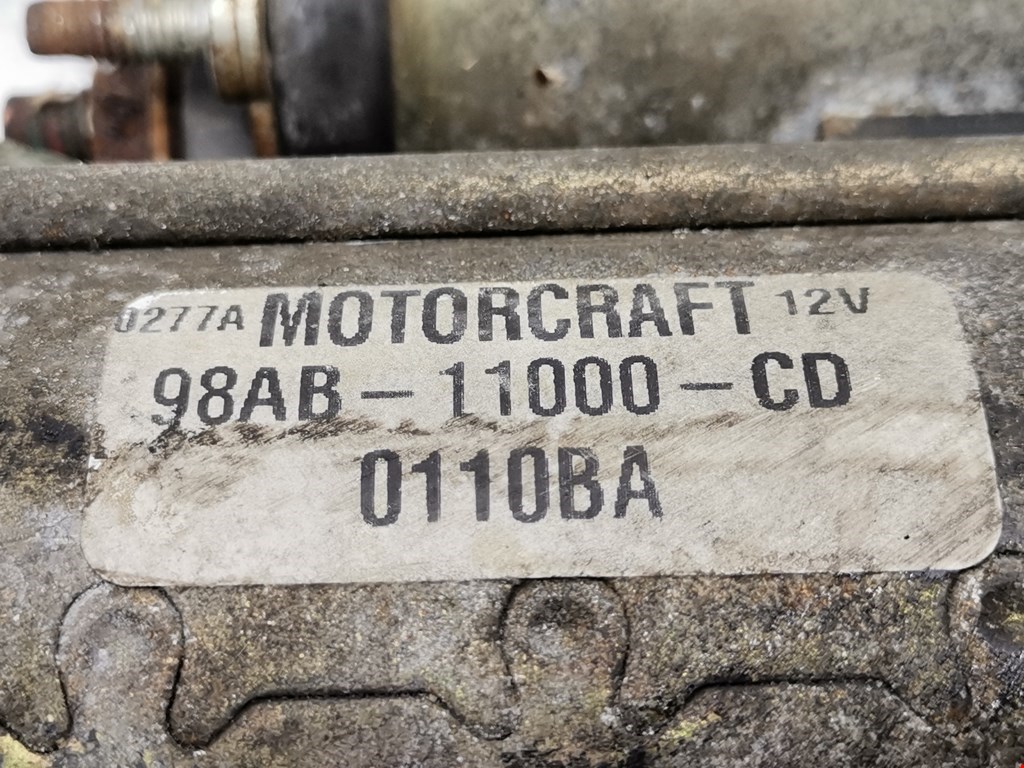 0277A MOTORCRAFT 12V
98AB-11000-CD
0110BA